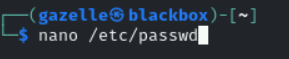 ┌──(gazelle㉿blackbox)-[~]
└─$ nano /etc/passwd